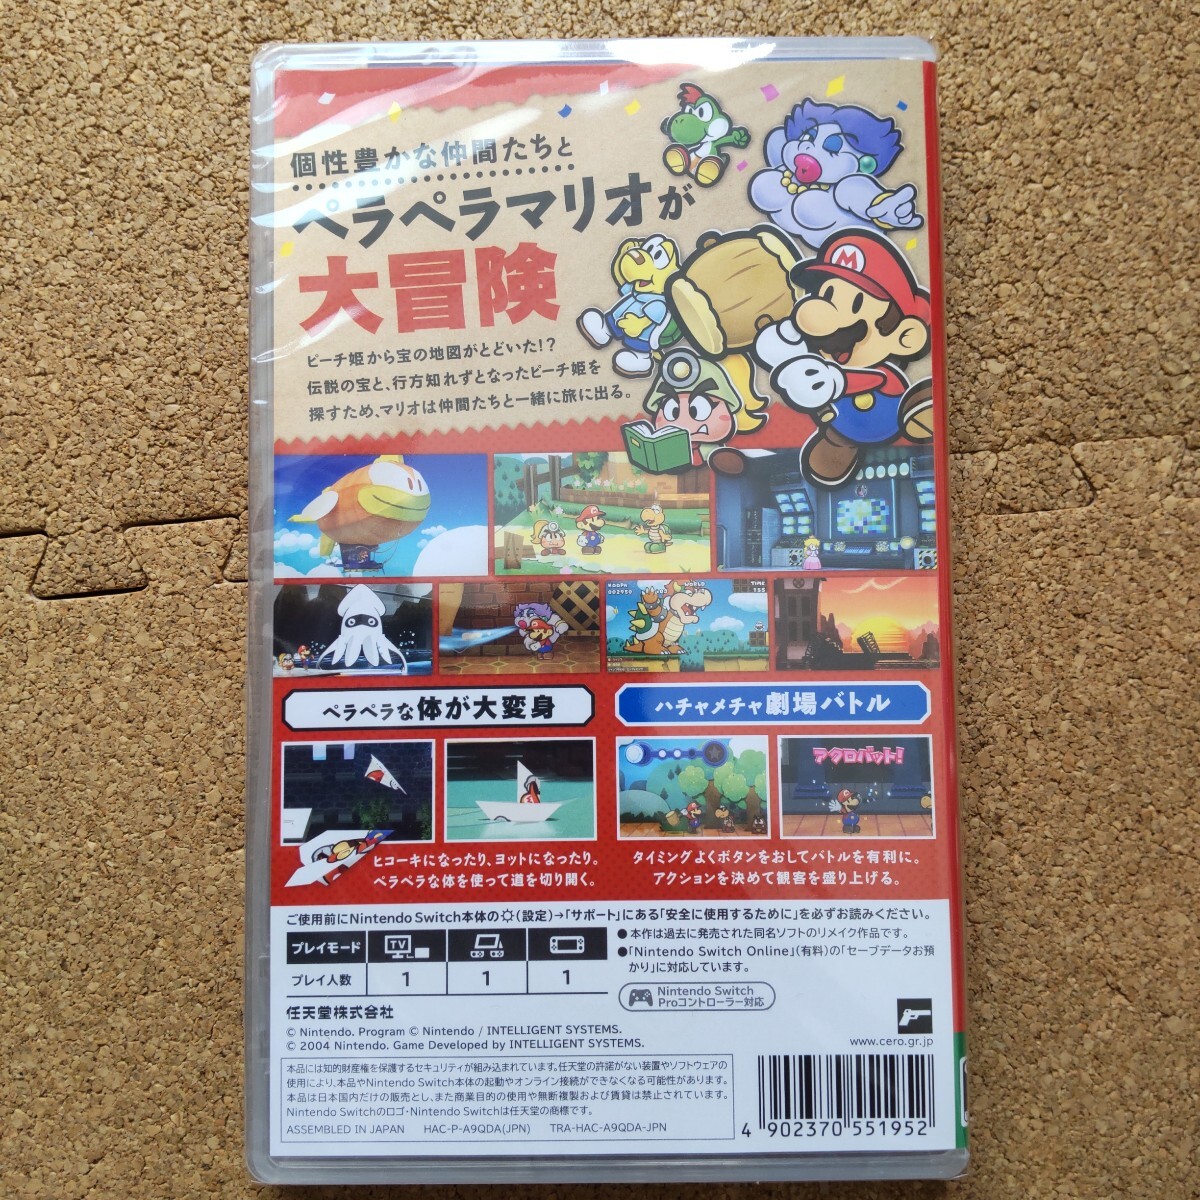 個性豊かな仲間たちと
ペラペラマリオが
大冒険
ピーチ姫から宝の地図がとどいた!?
伝説の宝と、行方知れずとなったピーチ姫を
探すため、マリオは仲間たちと一緒に旅に出る。
M
KOOPA
002950
WORLD
TIME
155
ペラペラな体が大変身
ハチャメチャ劇場バトル
アクロバット!
ヒコーキになったり、ヨットになったり。
ペラペラな体を使って道を切り開く。
タイミングよくボタンをおしてバトルを有利に。
アクションを決めて観客を盛り上げる。
ご使用前にNintendo Switch本体の(設定)→「サポート」にある「安全に使用するために」を必ずお読みください。
プレイモード
TV
プレイ人数
1 1 1
●本作は過去に発売された同名ソフトのリメイク作品です。
●「Nintendo Switch Online」(有料)の「セーブデータお預
かり」に対応しています。
Nintendo Switch
Proコントローラー対応
任天堂株式会社
© Nintendo. Program © Nintendo / INTELLIGENT SYSTEMS.
© 2004 Nintendo. Game Developed by INTELLIGENT SYSTEMS.
www.cero.gr.jp
本品には知的財産権を保護するセキュリティが組み込まれています。任天堂の許諾がない装置やソフトウェアの
使用により、本品やNintendo Switch本体の起動やオンライン接続ができなくなる可能性があります。
本品は日本国内だけの販売とし、また商業目的の使用や無断複製および賃貸は禁止されています。
Nintendo Switchのロゴ・Nintendo Switchは任天堂の商標です。
ASSEMBLED IN JAPAN HAC-P-A9QDA(JPN) TRA-HAC-A9QDA-JPN
4 902370 551952